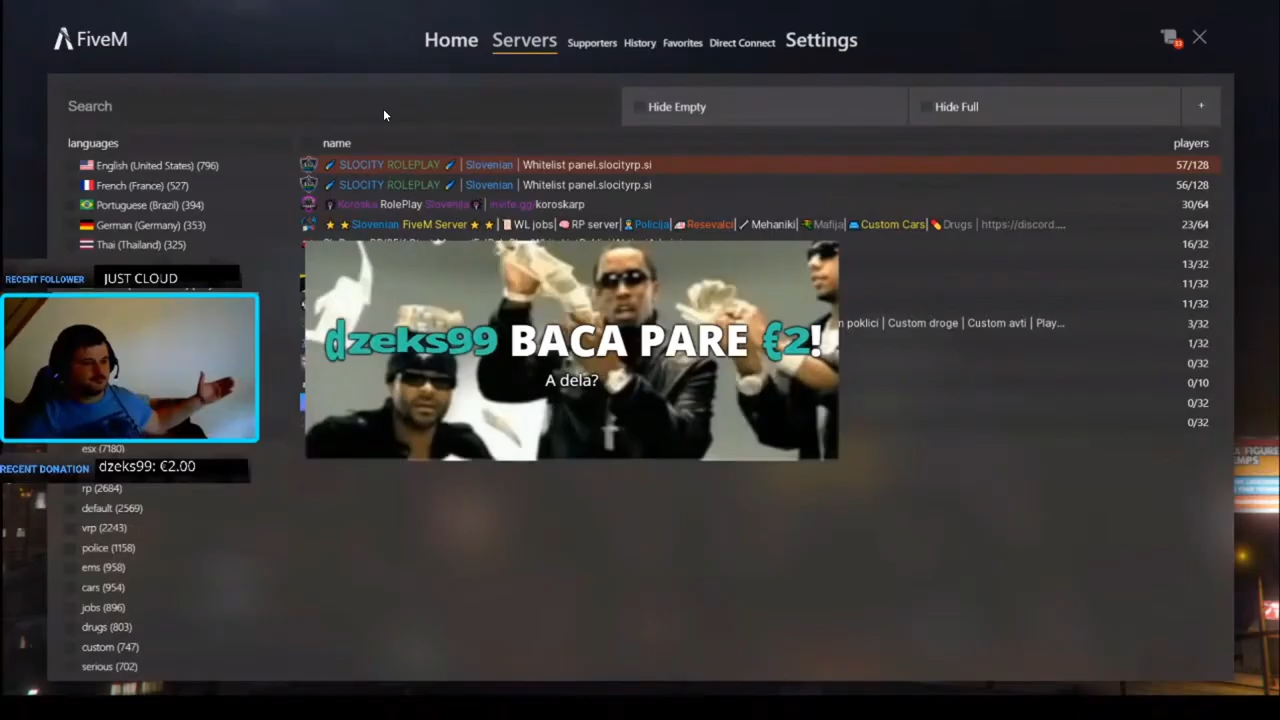 FiveM
Home Servers Supporters History Favorites Direct Connect Settings
33
Search
Hide Empty
Hide Full
+
languages
name
players
English (United States) (796)
French (France) (527)
Portuguese (Brazil) (394)
German (Germany) (353)
Thai (Thailand) (325)
SLOCITY ROLEPLAY | Slovenian | Whitelist panel.slocityrp.si 57/128
SLOCITY ROLEPLAY | Slovenian | Whitelist panel.slocityrp.si 56/128
Koroska RolePlay Slovenija | invite.gg/koroskarp 30/64
★ ★ Slovenian FiveM Server ★ ★ | WL jobs| RP server| Policija| Resevalci| Mehaniki| Mafija| Custom Cars| Drugs | https://discord.... 23/64
16/32
13/32
11/32
11/32
poklici | Custom droge | Custom avti | Play... 3/32
1/32
0/32
0/10
0/32
0/32
RECENT FOLLOWER JUST CLOUD
dzeks99 BACA PARE €2!
A dela?
esx (7180)
RECENT DONATION dzeks99: €2.00
rp (2684)
default (2569)
vrp (2243)
police (1158)
ems (958)
cars (954)
jobs (896)
drugs (803)
custom (747)
serious (702)